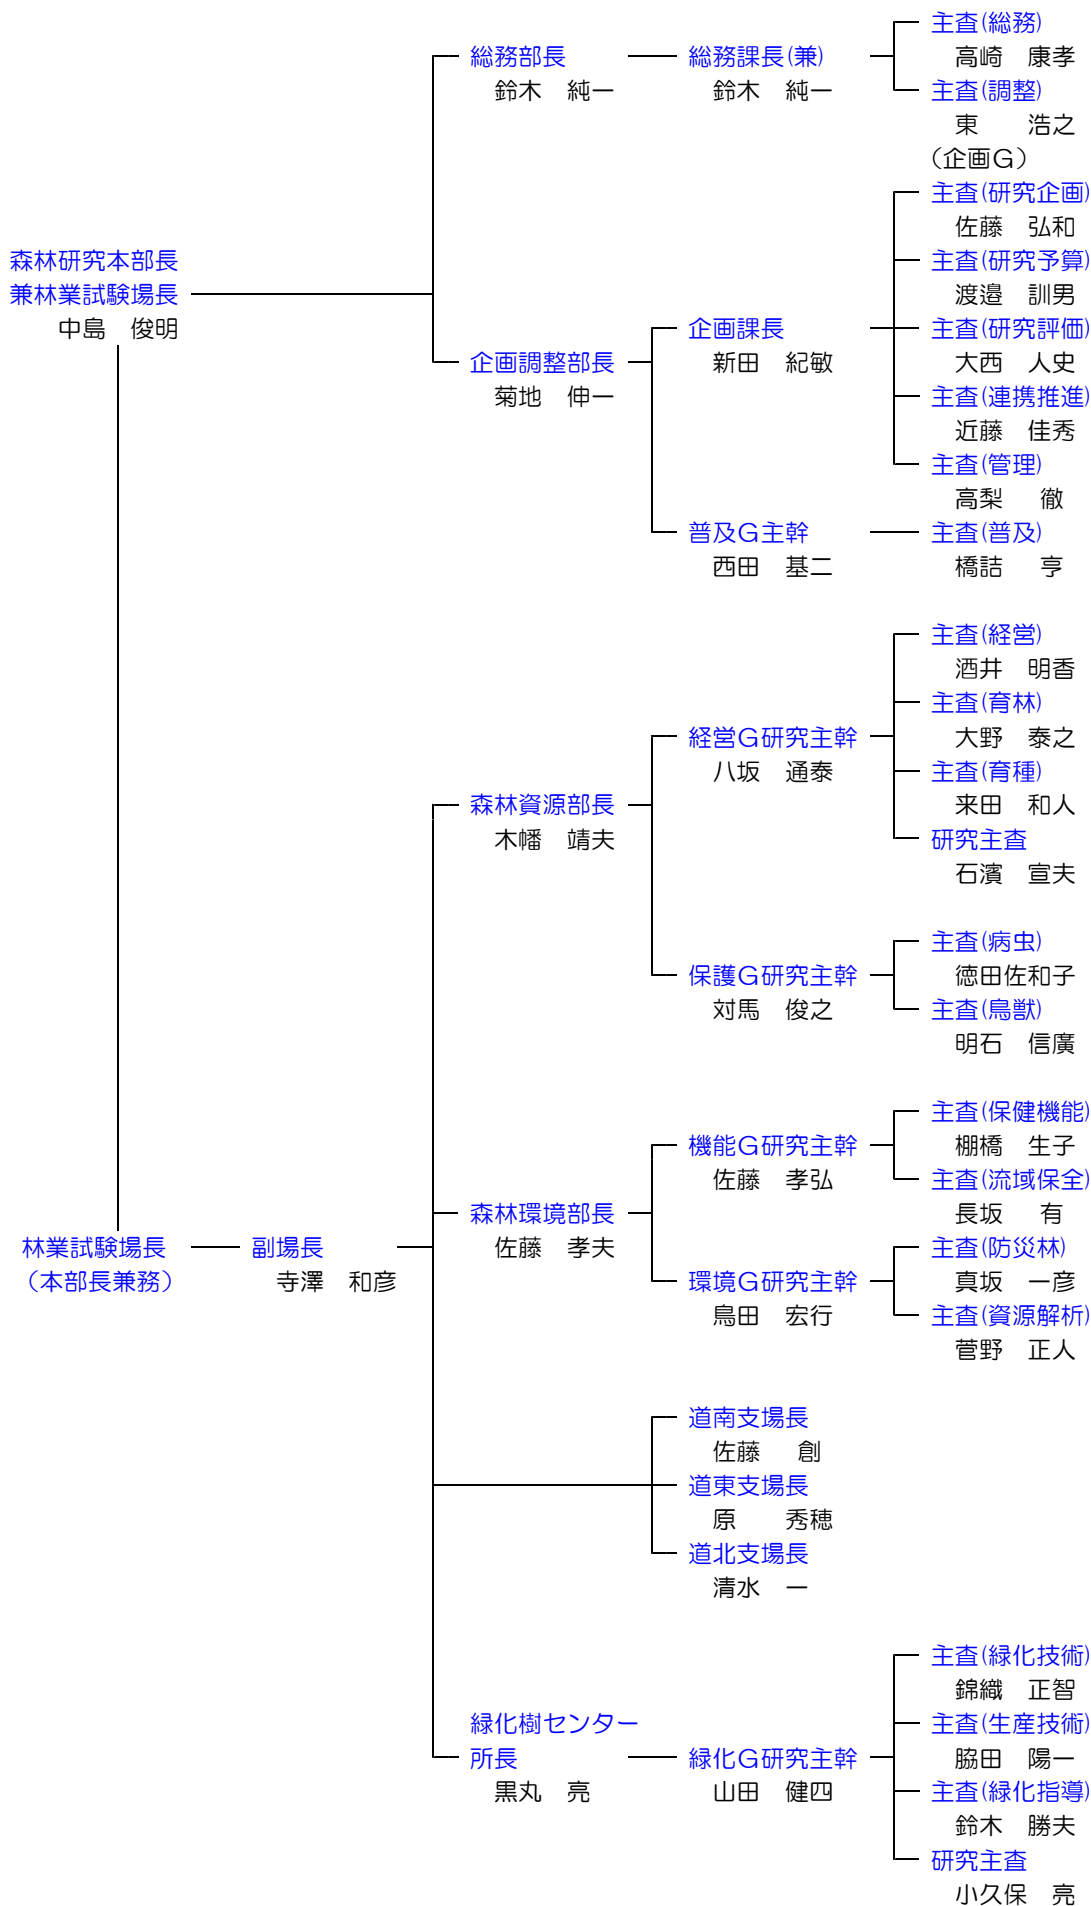 森林研究本部長
兼林業試験場長
中島 俊明
総務部長
鈴木 純一
総務課長(兼)
鈴木 純一
主査(総務)
高崎 康孝
主査(調整)
東 浩之
(企画G)
企画調整部長
菊地 伸一
企画課長
新田 紀敏
主査(研究企画)
佐藤 弘和
主査(研究予算)
渡邉 訓男
主査(研究評価)
大西 人史
主査(連携推進)
近藤 佳秀
主査(管理)
高梨 徹
普及G主幹
西田 基二
主査(普及)
橋詰 亨
林業試験場長
(本部長兼務)
副場長
寺澤 和彦
森林資源部長
木幡 靖夫
経営G研究主幹
八坂 通泰
主査(経営)
酒井 明香
主査(育林)
大野 泰之
主査(育種)
来田 和人
研究主査
石濱 宣夫
保護G研究主幹
対馬 俊之
主査(病虫)
徳田佐和子
主査(鳥獣)
明石 信廣
森林環境部長
佐藤 孝夫
機能G研究主幹
佐藤 孝弘
主査(保健機能)
棚橋 生子
主査(流域保全)
長坂 有
環境G研究主幹
鳥田 宏行
主査(防災林)
真坂 一彦
主査(資源解析)
菅野 正人
道南支場長
佐藤 創
道東支場長
原 秀穂
道北支場長
清水 一
緑化樹センター
所長
黒丸 亮
緑化G研究主幹
山田 健四
主査(緑化技術)
錦織 正智
主査(生産技術)
脇田 陽一
主査(緑化指導)
鈴木 勝夫
研究主査
小久保 亮